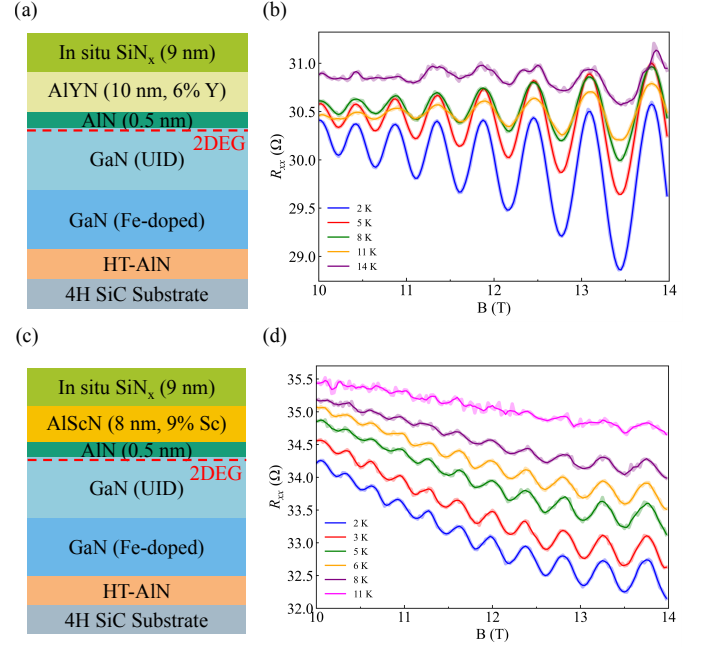 (a)
In situ SiNₓ (9 nm)
AlYN (10 nm, 6% Y)
AlN (0.5 nm)
2DEG
GaN (UID)
GaN (Fe-doped)
HT-AlN
4H SiC Substrate
(b)
31.0
30.5
30.0
29.5
29.0
Rₓₓ (Ω)
2 K
5 K
8 K
11 K
14 K
10 11 12 13 14
B (T)
(c)
In situ SiNₓ (9 nm)
AlScN (8 nm, 9% Sc)
AlN (0.5 nm)
2DEG
GaN (UID)
GaN (Fe-doped)
HT-AlN
4H SiC Substrate
(d)
35.5
35.0
34.5
34.0
33.5
33.0
32.5
32.0
Rₓₓ (Ω)
2 K
3 K
5 K
6 K
8 K
11 K
10 11 12 13 14
B (T)